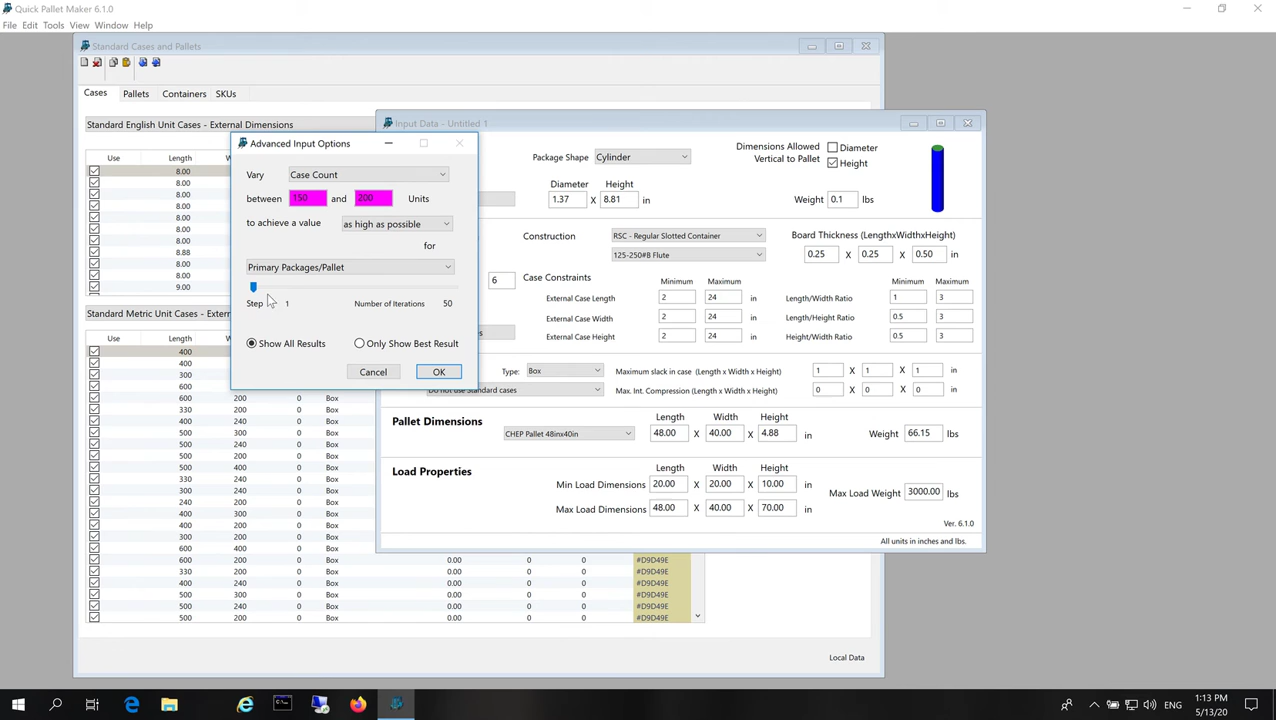 Quick Pallet Maker 6.1.0
File Edit Tools View Window Help
Standard Cases and Pallets
Cases Pallets Containers SKUs
Standard English Unit Cases - External Dimensions
Use Length
8.00
8.00
8.00
8.00
8.00
8.00
8.00
8.88
8.00
8.00
9.00
Standard Metric Unit Cases - Extern
Use Length
400
400
300
600 200 0 Box
400 240 0 Box
330 200 0 Box
400 240 0 Box
500 300 0 Box
500 240 0 Box
500 200 0 Box
500 400 0 Box
330 300 0 Box
240 200 0 Box
400 300 0 Box
500 400 0 Box
400 200 0 Box
300 200 0 Box
600 400 0 Box
600 200 0 Box 0.00 0 0 #D9D49E
330 200 0 Box 0.00 0 0 #D9D49E
400 240 0 Box 0.00 0 0 #D9D49E
500 300 0 Box 0.00 0 0 #D9D49E
500 240 0 Box 0.00 0 0 #D9D49E
500 200 0 Box 0.00 0 0 #D9D49E
Local Data
Advanced Input Options
Vary Case Count
between 150 and 200 Units
to achieve a value as high as possible
for
Primary Packages/Pallet
Step 1 Number of Iterations 50
Show All Results Only Show Best Result
Cancel OK
Input Data - Untitled 1
Package Shape Cylinder
Dimensions Allowed Vertical to Pallet
Diameter
Height
Diameter Height
1.37 X 8.81 in
Weight 0.1 lbs
Construction RSC - Regular Slotted Container
125-250#B Flute
Board Thickness (LengthxWidthxHeight)
0.25 X 0.25 X 0.50 in
6 Case Constraints Minimum Maximum Minimum Maximum
External Case Length 2 24 in Length/Width Ratio 1 3
External Case Width 2 24 in Length/Height Ratio 0.5 3
External Case Height 2 24 in Height/Width Ratio 0.5 3
Type: Box Maximum slack in case (Length x Width x Height) 1 X 1 X 1 in
Do not use Standard cases Max. Int. Compression (Length x Width x Height) 0 X 0 X 0 in
Pallet Dimensions Length Width Height
CHEP Pallet 48inx40in 48.00 X 40.00 X 4.88 in Weight 66.15 lbs
Load Properties Length Width Height
Min Load Dimensions 20.00 X 20.00 X 10.00 in
Max Load Weight 3000.00 lbs
Max Load Dimensions 48.00 X 40.00 X 70.00 in
Ver. 6.1.0
All units in inches and lbs.
ENG
1:13 PM
5/13/20